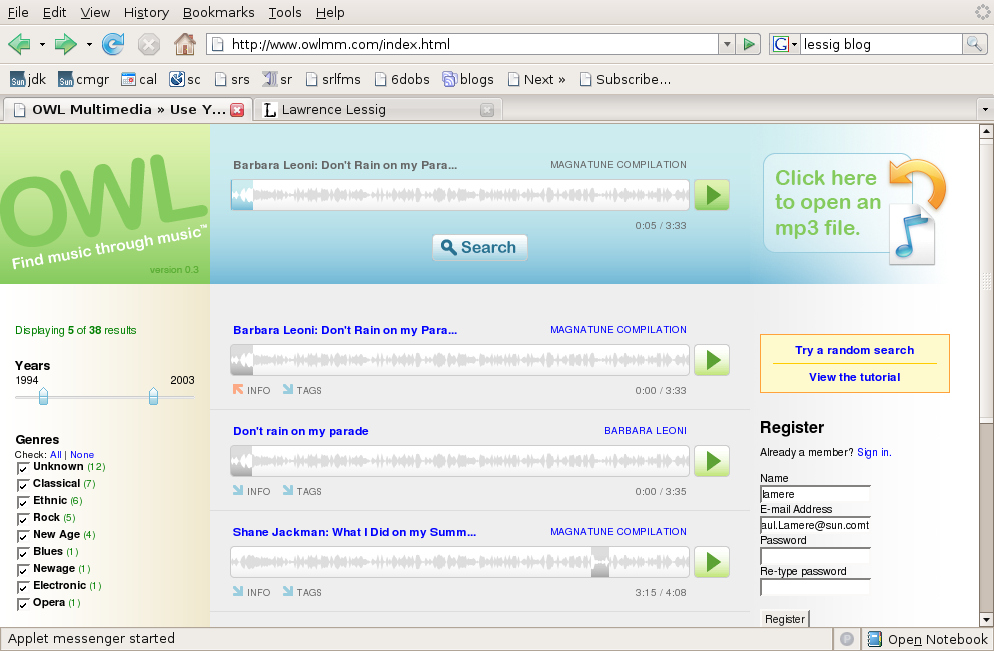 File Edit View History Bookmarks Tools Help
http://www.owlmm.com/index.html
G lessig blog
Sun jdk Sun cmgr cal sc srs sr srlfms 6dobs blogs Next » Subscribe...
OWL Multimedia » Use Y... L Lawrence Lessig
OWL
Find music through music™
version 0.3
Barbara Leoni: Don't Rain on my Para... MAGNATUNE COMPILATION
0:05 / 3:33
Search
Click here
to open an
mp3 file.
Displaying 5 of 38 results
Years
1994 2003
Genres
Check: All | None
Unknown (12)
Classical (7)
Ethnic (6)
Rock (5)
New Age (4)
Blues (1)
Newage (1)
Electronic (1)
Opera (1)
Barbara Leoni: Don't Rain on my Para... MAGNATUNE COMPILATION
INFO TAGS 0:00 / 3:33
Don't rain on my parade BARBARA LEONI
INFO TAGS 0:00 / 3:35
Shane Jackman: What I Did on my Summ... MAGNATUNE COMPILATION
INFO TAGS 3:15 / 4:08
Try a random search
View the tutorial
Register
Already a member? Sign in.
Name
lamere
E-mail Address
aul.Lamere@sun.comt
Password
Re-type password
Register
Applet messenger started
P Open Notebook